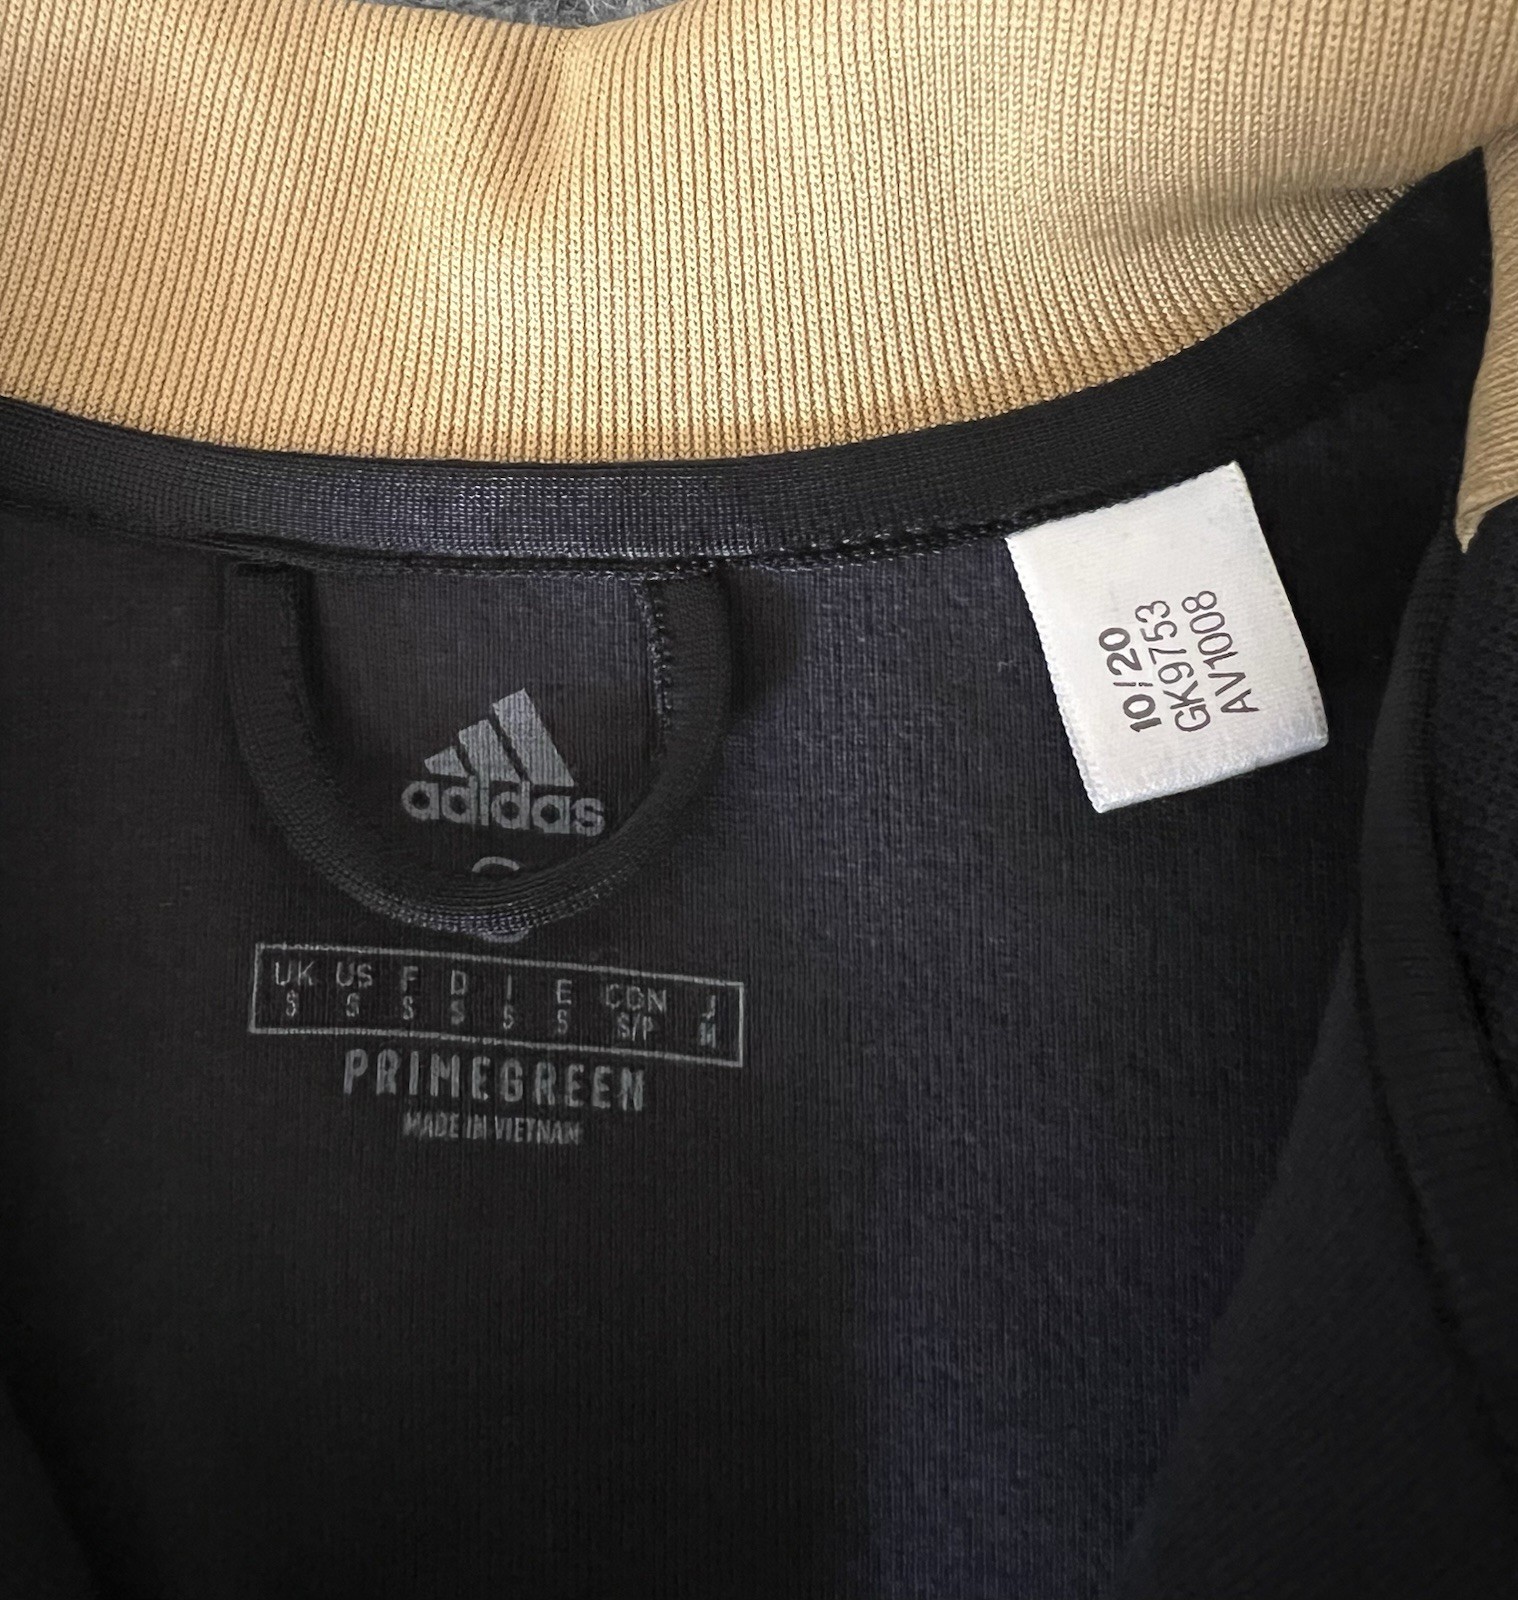 adidas
UK US F D I E CDN J
S S S S S S S/P M
PRIMEGREEN
MADE IN VIETNAM
10/20
GK9753
AV1008